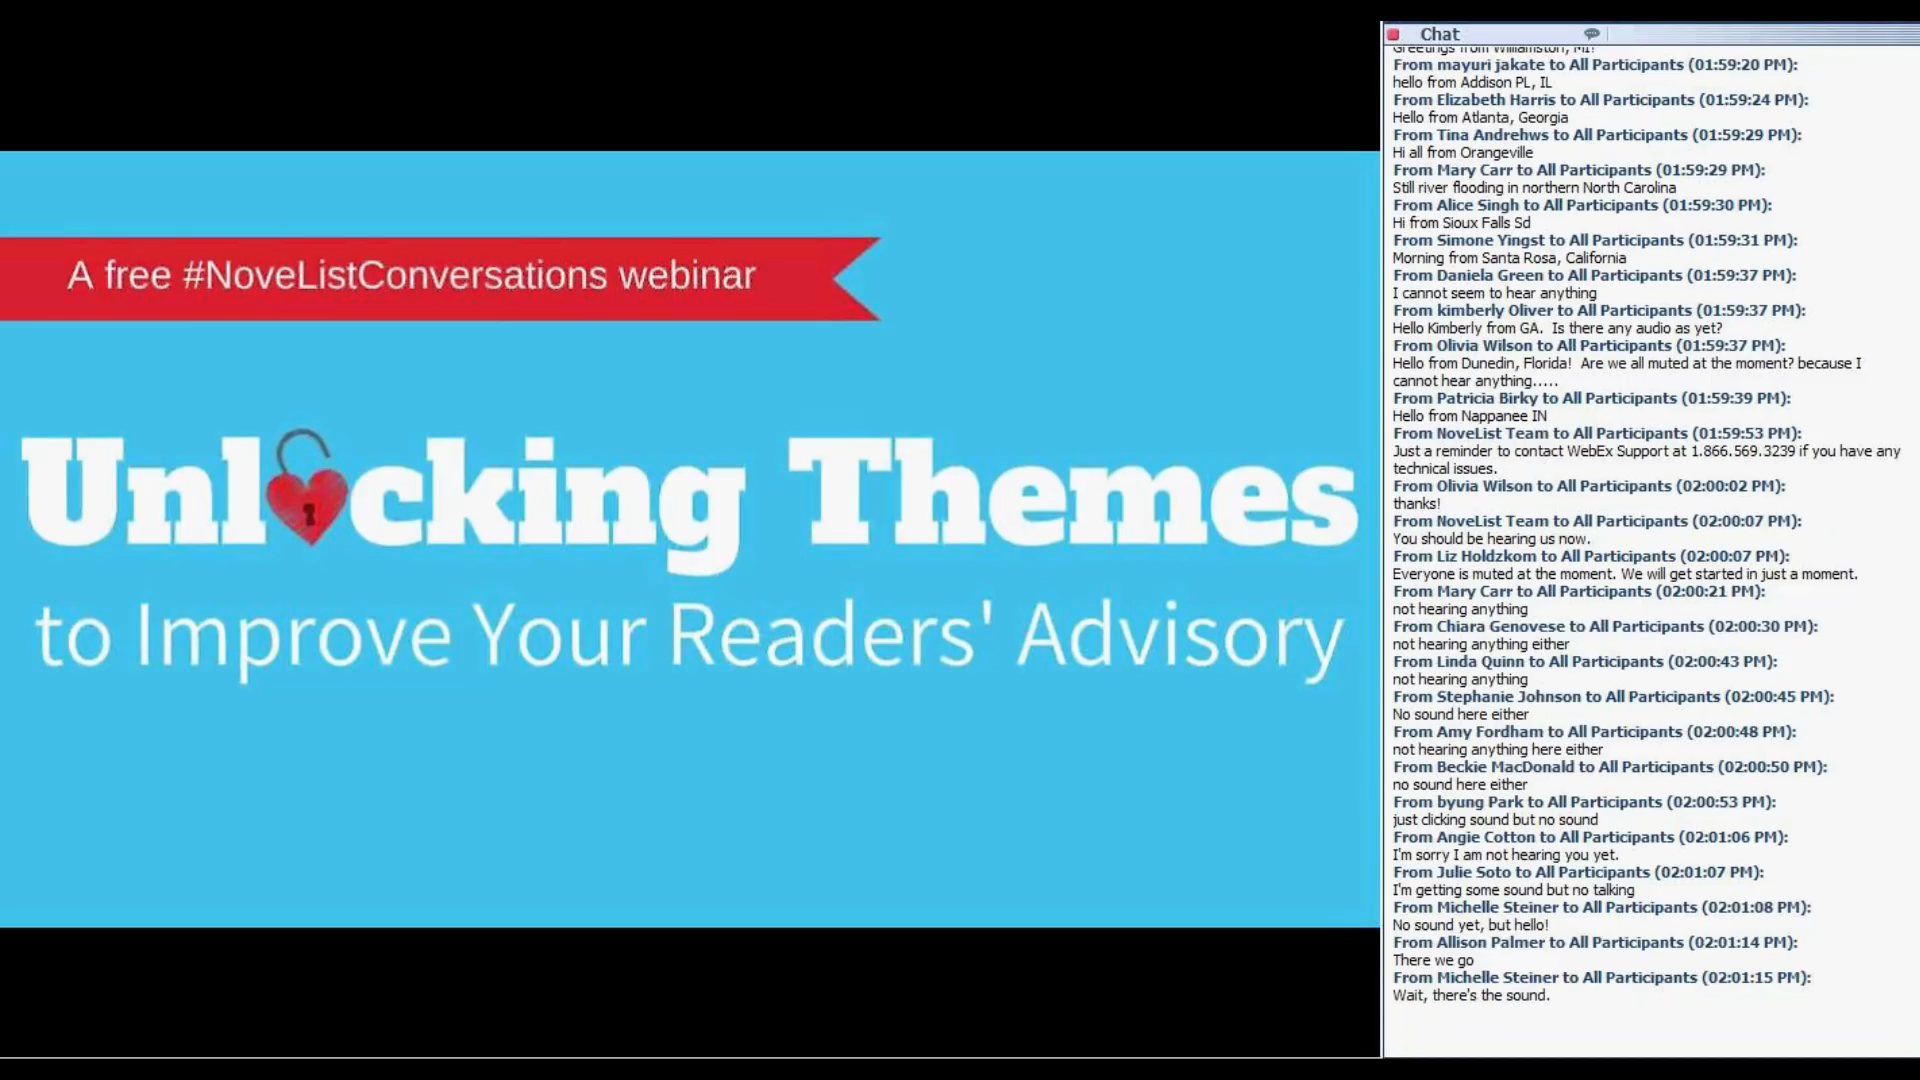 A free #NoveListConversations webinar
Unlocking Themes
to Improve Your Readers' Advisory
Chat
Greetings from Williamston, MI!
From mayuri jakate to All Participants (01:59:20 PM):
hello from Addison PL, IL
From Elizabeth Harris to All Participants (01:59:24 PM):
Hello from Atlanta, Georgia
From Tina Andrehws to All Participants (01:59:29 PM):
Hi all from Orangeville
From Mary Carr to All Participants (01:59:29 PM):
Still river flooding in northern North Carolina
From Alice Singh to All Participants (01:59:30 PM):
Hi from Sioux Falls Sd
From Simone Yingst to All Participants (01:59:31 PM):
Morning from Santa Rosa, California
From Daniela Green to All Participants (01:59:37 PM):
I cannot seem to hear anything
From kimberly Oliver to All Participants (01:59:37 PM):
Hello Kimberly from GA.  Is there any audio as yet?
From Olivia Wilson to All Participants (01:59:37 PM):
Hello from Dunedin, Florida!  Are we all muted at the moment? because I
cannot hear anything.....
From Patricia Birky to All Participants (01:59:39 PM):
Hello from Nappanee IN
From NoveList Team to All Participants (01:59:53 PM):
Just a reminder to contact WebEx Support at 1.866.569.3239 if you have any
technical issues.
From Olivia Wilson to All Participants (02:00:02 PM):
thanks!
From NoveList Team to All Participants (02:00:07 PM):
You should be hearing us now.
From Liz Holdzkom to All Participants (02:00:07 PM):
Everyone is muted at the moment. We will get started in just a moment.
From Mary Carr to All Participants (02:00:21 PM):
not hearing anything
From Chiara Genovese to All Participants (02:00:30 PM):
not hearing anything either
From Linda Quinn to All Participants (02:00:43 PM):
not hearing anything
From Stephanie Johnson to All Participants (02:00:45 PM):
No sound here either
From Amy Fordham to All Participants (02:00:48 PM):
not hearing anything here either
From Beckie MacDonald to All Participants (02:00:50 PM):
no sound here either
From byung Park to All Participants (02:00:53 PM):
just clicking sound but no sound
From Angie Cotton to All Participants (02:01:06 PM):
I'm sorry I am not hearing you yet.
From Julie Soto to All Participants (02:01:07 PM):
I'm getting some sound but no talking
From Michelle Steiner to All Participants (02:01:08 PM):
No sound yet, but hello!
From Allison Palmer to All Participants (02:01:14 PM):
There we go
From Michelle Steiner to All Participants (02:01:15 PM):
Wait, there's the sound.